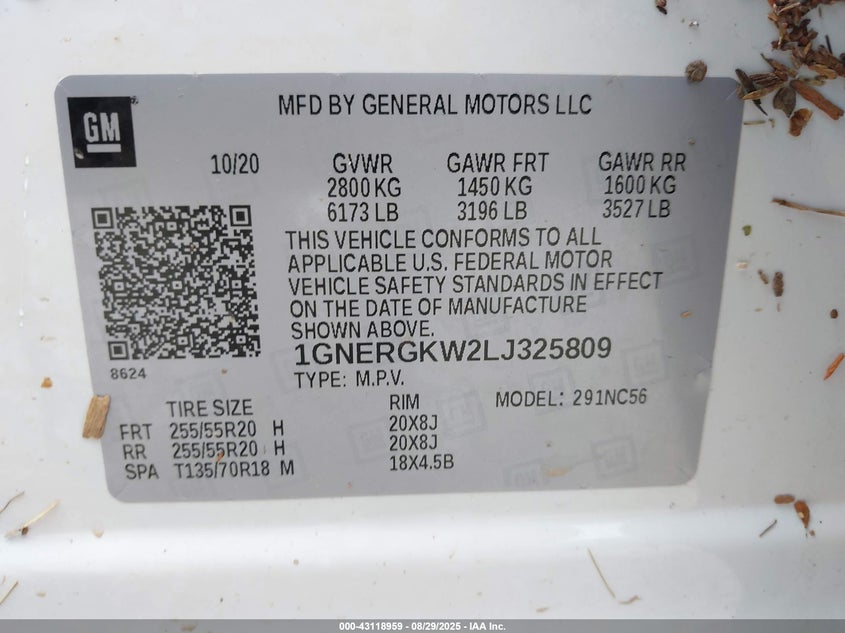 GM
MFD BY GENERAL MOTORS LLC
10/20 GVWR GAWR FRT GAWR RR
2800 KG 1450 KG 1600 KG
6173 LB 3196 LB 3527 LB
THIS VEHICLE CONFORMS TO ALL
APPLICABLE U.S. FEDERAL MOTOR
VEHICLE SAFETY STANDARDS IN EFFECT
ON THE DATE OF MANUFACTURE
SHOWN ABOVE.
8624
1GNERGKW2LJ325809
TYPE: M.P.V.
MODEL: 291NC56
TIRE SIZE RIM
FRT 255/55R20 H 20X8J
RR 255/55R20 H 20X8J
SPA T135/70R18 M 18X4.5B
000-43118959 - 08/29/2025 - IAA Inc.